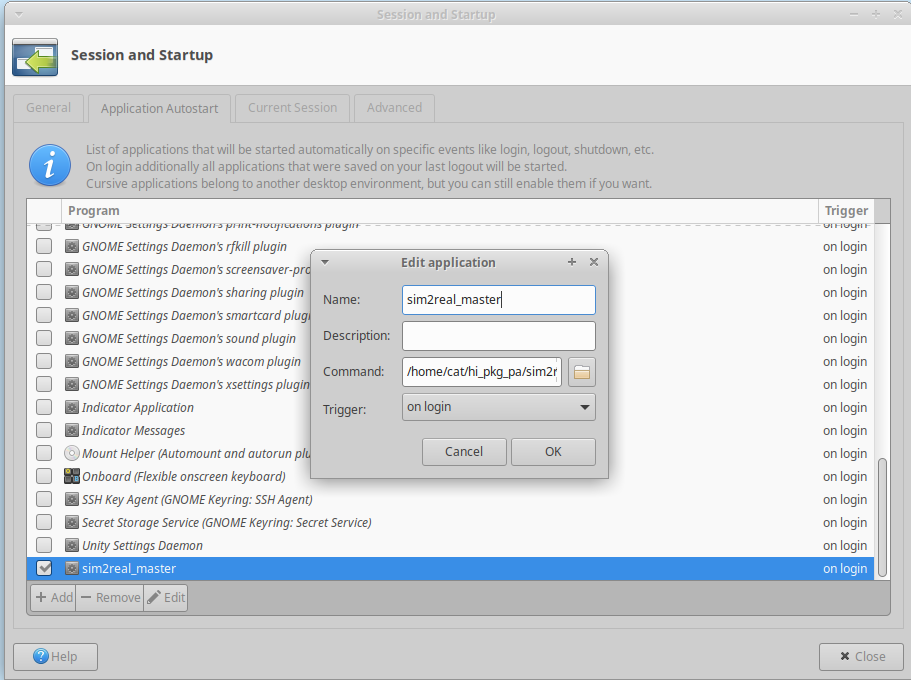 Session and Startup
Session and Startup
General
Application Autostart
Current Session
Advanced
List of applications that will be started automatically on specific events like login, logout, shutdown, etc.
On login additionally all applications that were saved on your last logout will be started.
Cursive applications belong to another desktop environment, but you can still enable them if you want.
Program Trigger
GNOME Settings Daemon's print-notifications plugin on login
GNOME Settings Daemon's rfkill plugin on login
GNOME Settings Daemon's screensaver-pro on login
GNOME Settings Daemon's sharing plugin on login
GNOME Settings Daemon's smartcard plugi on login
GNOME Settings Daemon's sound plugin on login
GNOME Settings Daemon's wacom plugin on login
GNOME Settings Daemon's xsettings plugin on login
Indicator Application on login
Indicator Messages on login
Mount Helper (Automount and autorun plu on login
Onboard (Flexible onscreen keyboard) on login
SSH Key Agent (GNOME Keyring: SSH Agent) on login
Secret Storage Service (GNOME Keyring: Secret Service) on login
Unity Settings Daemon on login
sim2real_master on login
Edit application
Name: sim2real_master
Description:
Command: /home/cat/hi_pkg_pa/sim2r
Trigger: on login
Cancel OK
Add Remove Edit
Help Close